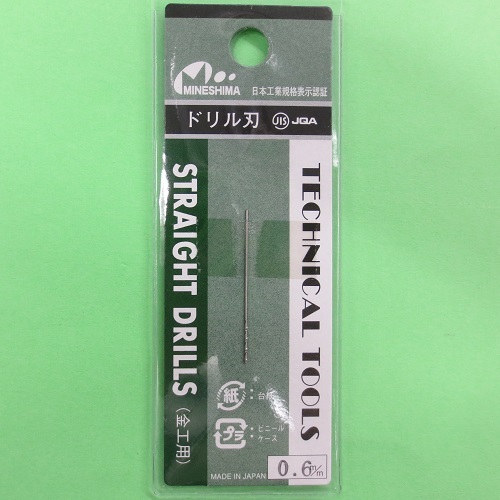 MINESHIMA
日本工業規格表示認証
ドリル刃 JIS JQA
TECHNICAL TOOLS
STRAIGHT DRILLS (金工用)
紙 : 台紙
プラ : ビニールケース
MADE IN JAPAN
0.6m/m